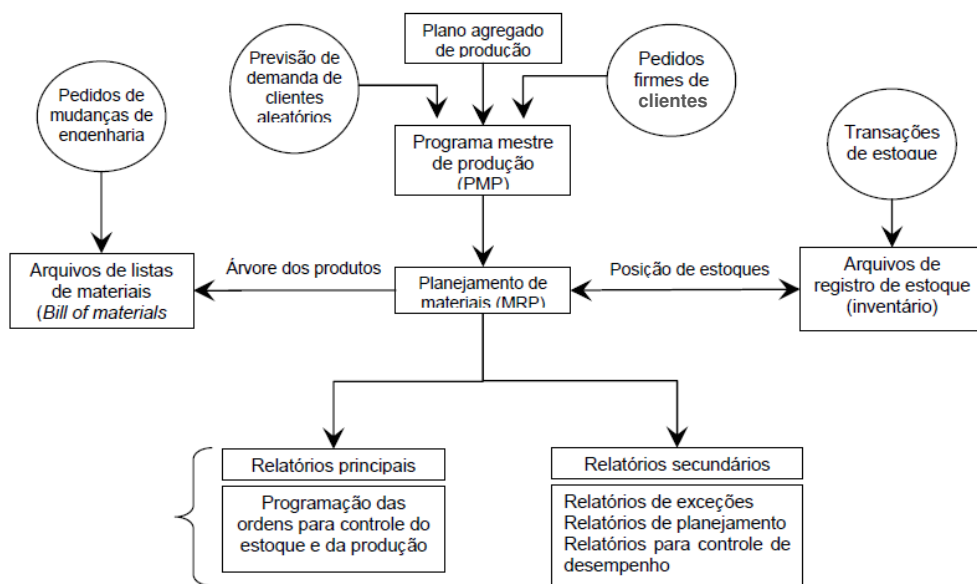 Plano agregado
de produção
Previsão de
demanda de
clientes
aleatórios
Pedidos
firmes de
clientes
Pedidos de
mudanças de
engenharia
Programa mestre
de produção
(PMP)
Transações
de estoque
Arquivos de listas
de materiais
(Bill of materials
Árvore dos produtos
Planejamento de
materiais (MRP)
Posição de estoques
Arquivos de
registro de estoque
(inventário)
Relatórios principais
Programação das
ordens para controle do
estoque e da produção
Relatórios secundários
Relatórios de exceções
Relatórios de planejamento
Relatórios para controle de
desempenho